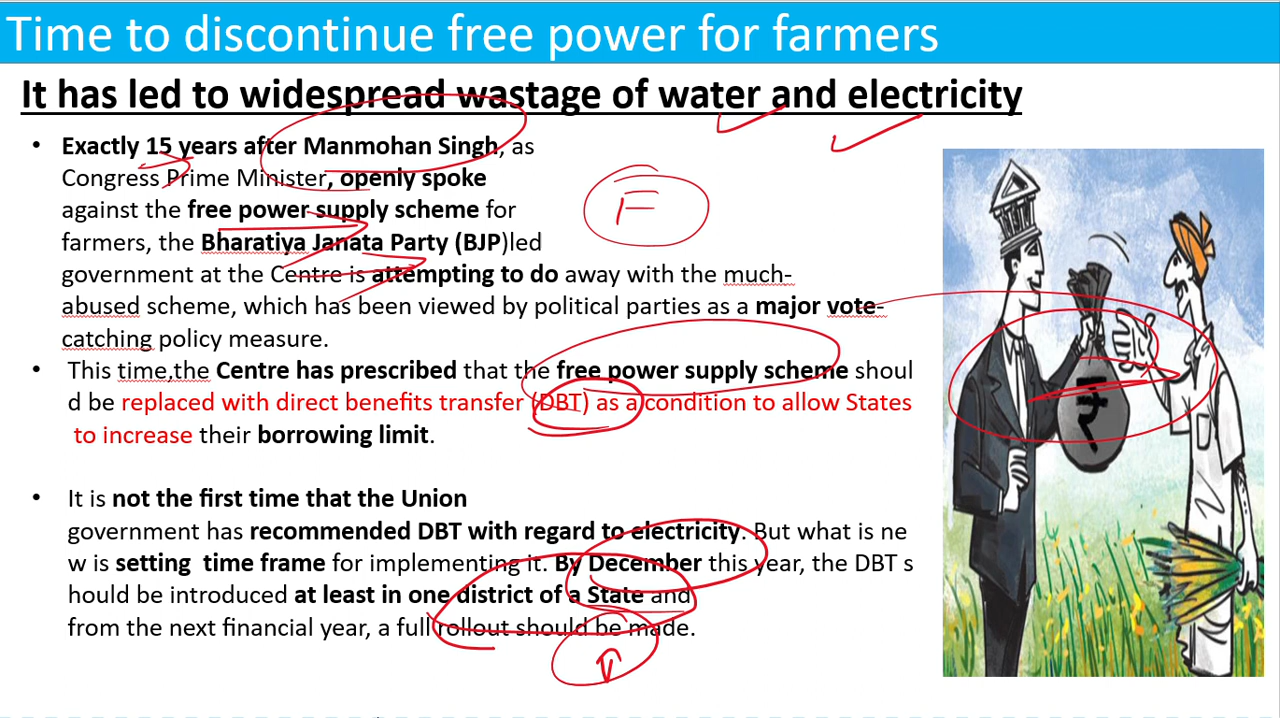 Time to discontinue free power for farmers
It has led to widespread wastage of water and electricity
• Exactly 15 years after Manmohan Singh, as
Congress Prime Minister, openly spoke
against the free power supply scheme for
farmers, the Bharatiya Janata Party (BJP)led
government at the Centre is attempting to do away with the much-
abused scheme, which has been viewed by political parties as a major vote-
catching policy measure.
• This time,the Centre has prescribed that the free power supply scheme shoul
d be replaced with direct benefits transfer (DBT) as a condition to allow States
to increase their borrowing limit.
• It is not the first time that the Union
government has recommended DBT with regard to electricity. But what is ne
w is setting time frame for implementing it. By December this year, the DBT s
hould be introduced at least in one district of a State and
from the next financial year, a full rollout should be made.
F
₹